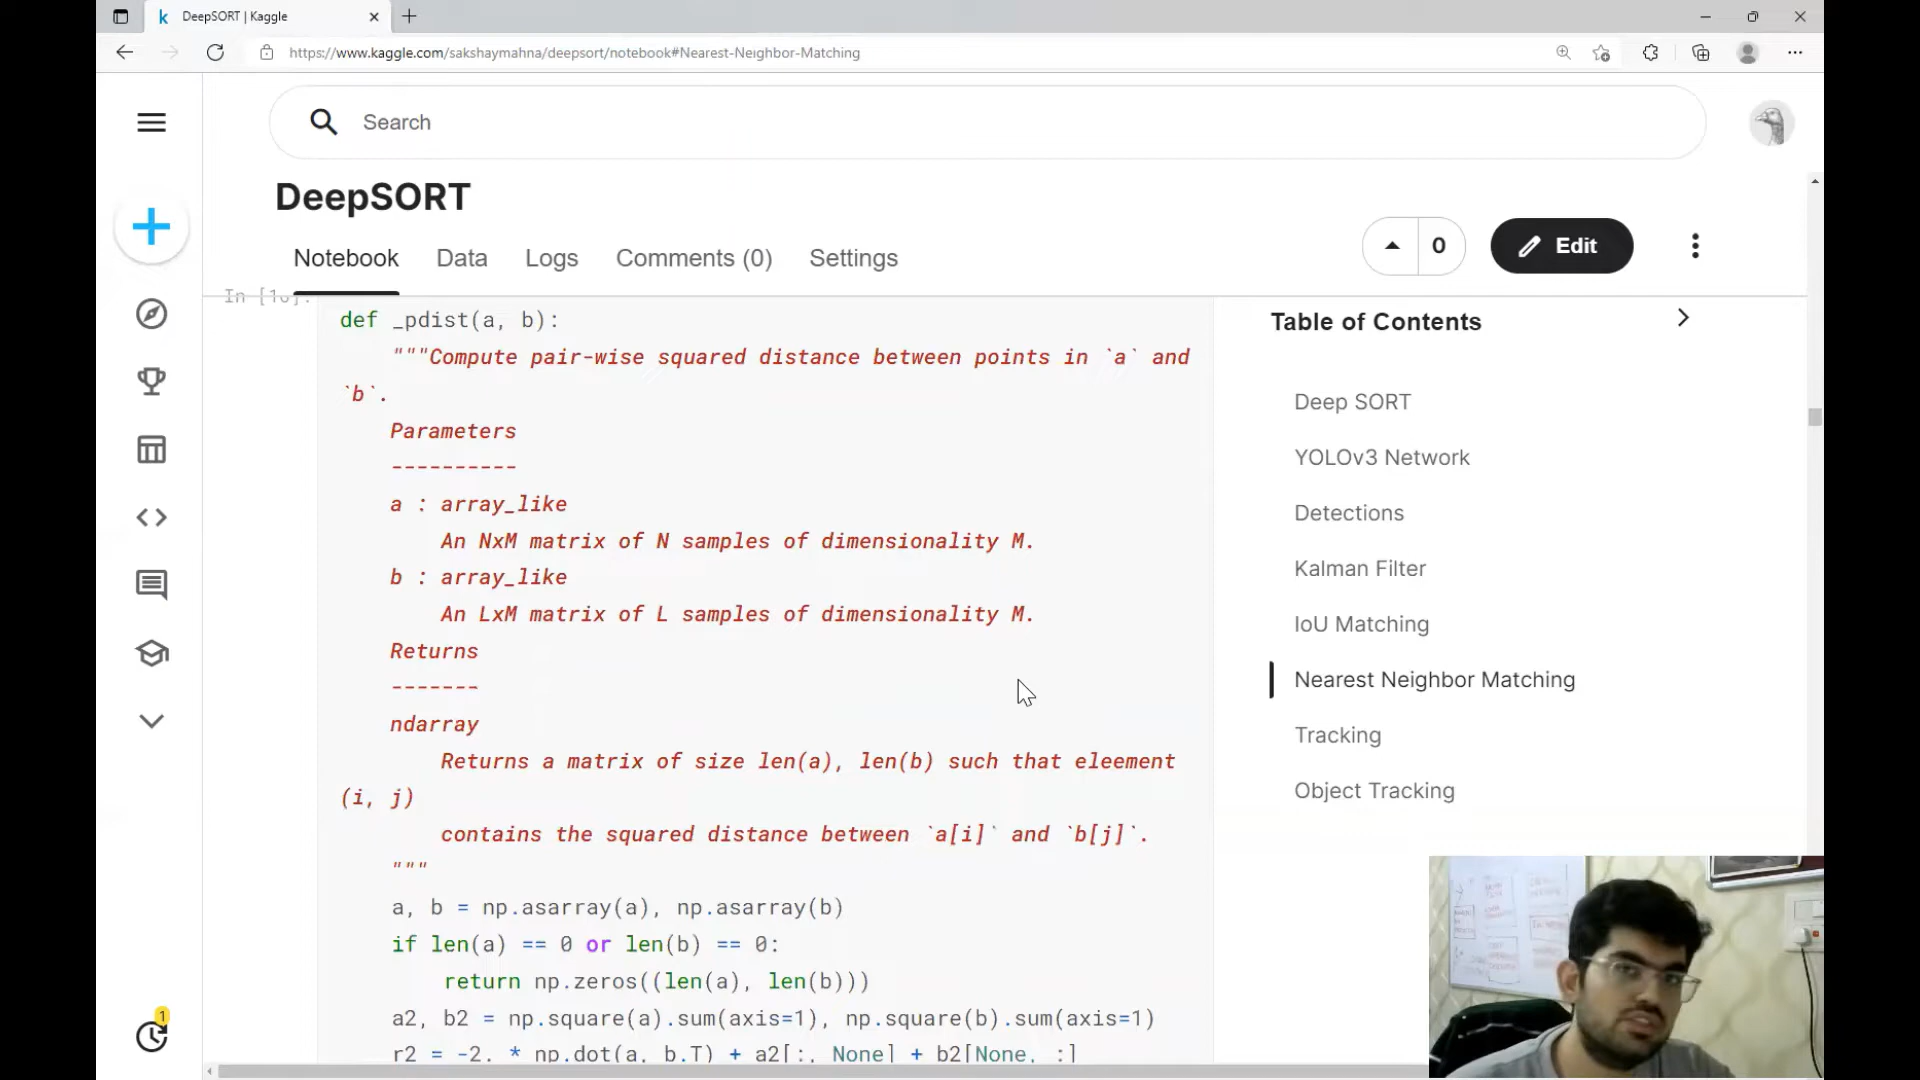 DeepSORT | Kaggle
https://www.kaggle.com/sakshaymahna/deepsort/notebook#Nearest-Neighbor-Matching
Search
DeepSORT
Notebook Data Logs Comments (0) Settings
0
Edit
def _pdist(a, b):
"""Compute pair-wise squared distance between points in `a` and
`b`.
Parameters
----------
a : array_like
An NxM matrix of N samples of dimensionality M.
b : array_like
An LxM matrix of L samples of dimensionality M.
Returns
-------
ndarray
Returns a matrix of size len(a), len(b) such that eleement
(i, j)
contains the squared distance between `a[i]` and `b[j]`.
"""
a, b = np.asarray(a), np.asarray(b)
if len(a) == 0 or len(b) == 0:
return np.zeros((len(a), len(b)))
a2, b2 = np.square(a).sum(axis=1), np.square(b).sum(axis=1)
r2 = -2. * np.dot(a, b.T) + a2[:, None] + b2[None, :]
Table of Contents
Deep SORT
YOLOv3 Network
Detections
Kalman Filter
IoU Matching
Nearest Neighbor Matching
Tracking
Object Tracking
1